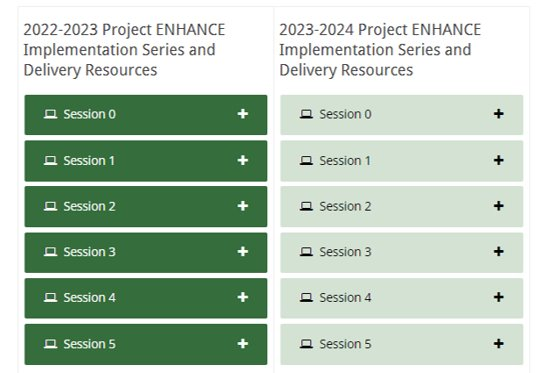 2022-2023 Project ENHANCE
Implementation Series and
Delivery Resources
Session 0
Session 1
Session 2
Session 3
Session 4
Session 5
2023-2024 Project ENHANCE
Implementation Series and
Delivery Resources
Session 0
Session 1
Session 2
Session 3
Session 4
Session 5